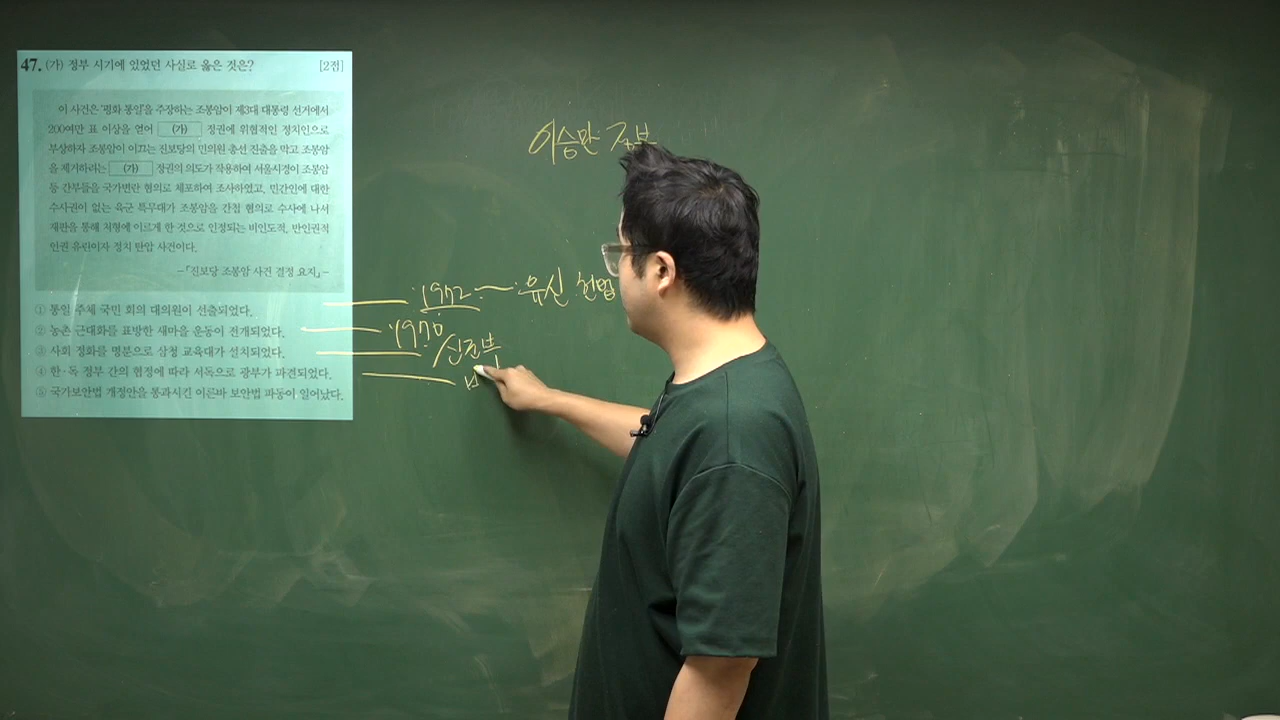 47. (가) 정부 시기에 있었던 사실로 옳은 것은? [2점]
이 사건은 '평화 통일'을 주장하는 조봉암이 제3대 대통령 선거에서
200여만 표 이상을 얻어 (가) 정권에 위협적인 정치인으로
부상하자 조봉암이 이끄는 진보당의 민의원 총선 진출을 막고 조봉암
을 제거하려는 (가) 정권의 의도가 작용하여 서울시경이 조봉암
등 간부들을 국가변란 혐의로 체포하여 조사하였고, 민간인에 대한
수사권이 없는 육군 특무대가 조봉암을 간첩 혐의로 수사에 나서
재판을 통해 처형에 이르게 한 것으로 인정되는 비인도적, 반인권적
인권 유린이자 정치 탄압 사건이다.
-「진보당 조봉암 사건 결정 요지」-
① 통일 주체 국민 회의 대의원이 선출되었다.
② 농촌 근대화를 표방한 새마을 운동이 전개되었다.
③ 사회 정화를 명분으로 삼청 교육대가 설치되었다.
④ 한·독 정부 간의 협정에 따라 서독으로 광부가 파견되었다.
⑤ 국가보안법 개정안을 통과시킨 이른바 보안법 파동이 일어났다.
이승만 정부
1972 유신 헌법
1970
신군부